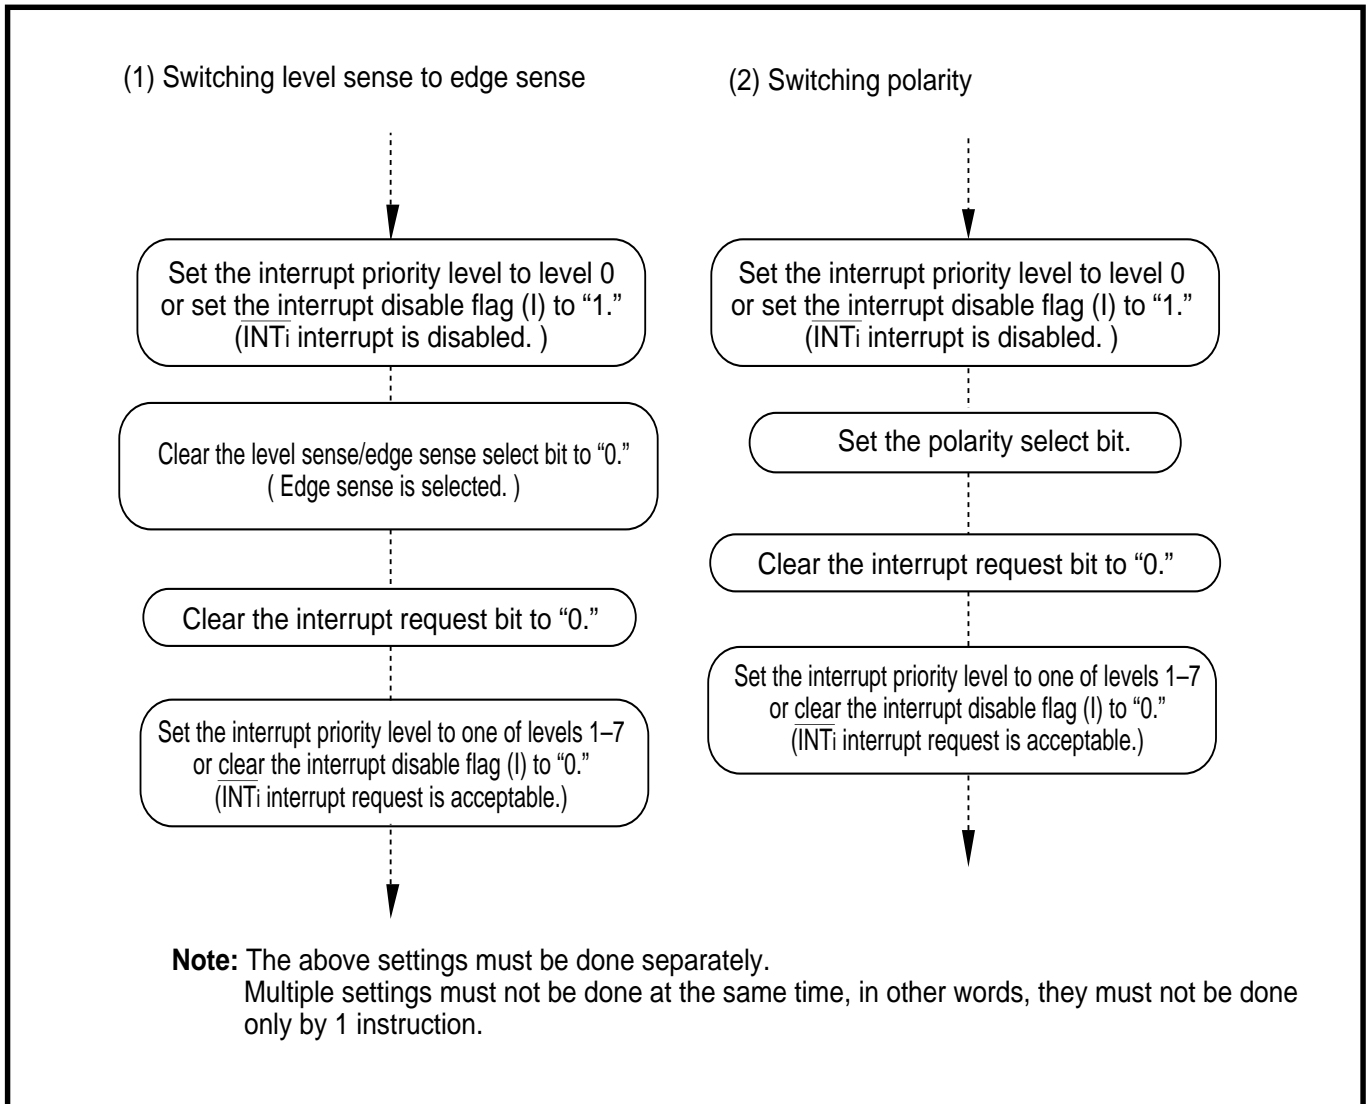 (1) Switching level sense to edge sense
Set the interrupt priority level to level 0
or set the interrupt disable flag (I) to “1.”
(INTi interrupt is disabled. )
Clear the level sense/edge sense select bit to “0.”
( Edge sense is selected. )
Clear the interrupt request bit to “0.”
Set the interrupt priority level to one of levels 1–7
or clear the interrupt disable flag (I) to “0.”
(INTi interrupt request is acceptable.)
(2) Switching polarity
Set the interrupt priority level to level 0
or set the interrupt disable flag (I) to “1.”
(INTi interrupt is disabled. )
Set the polarity select bit.
Clear the interrupt request bit to “0.”
Set the interrupt priority level to one of levels 1–7
or clear the interrupt disable flag (I) to “0.”
(INTi interrupt request is acceptable.)
Note: The above settings must be done separately.
Multiple settings must not be done at the same time, in other words, they must not be done
only by 1 instruction.